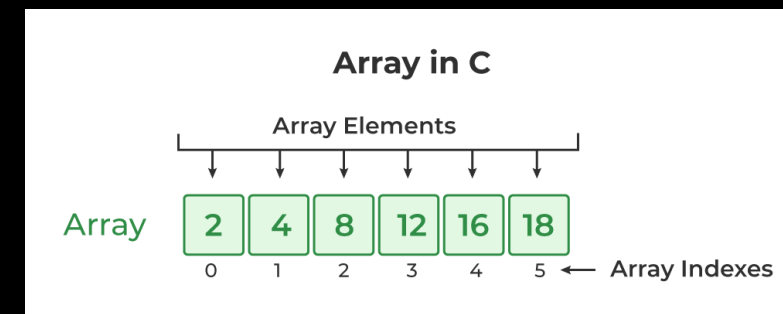 Array in C
Array Elements
Array 2 4 8 12 16 18
0 1 2 3 4 5 Array Indexes